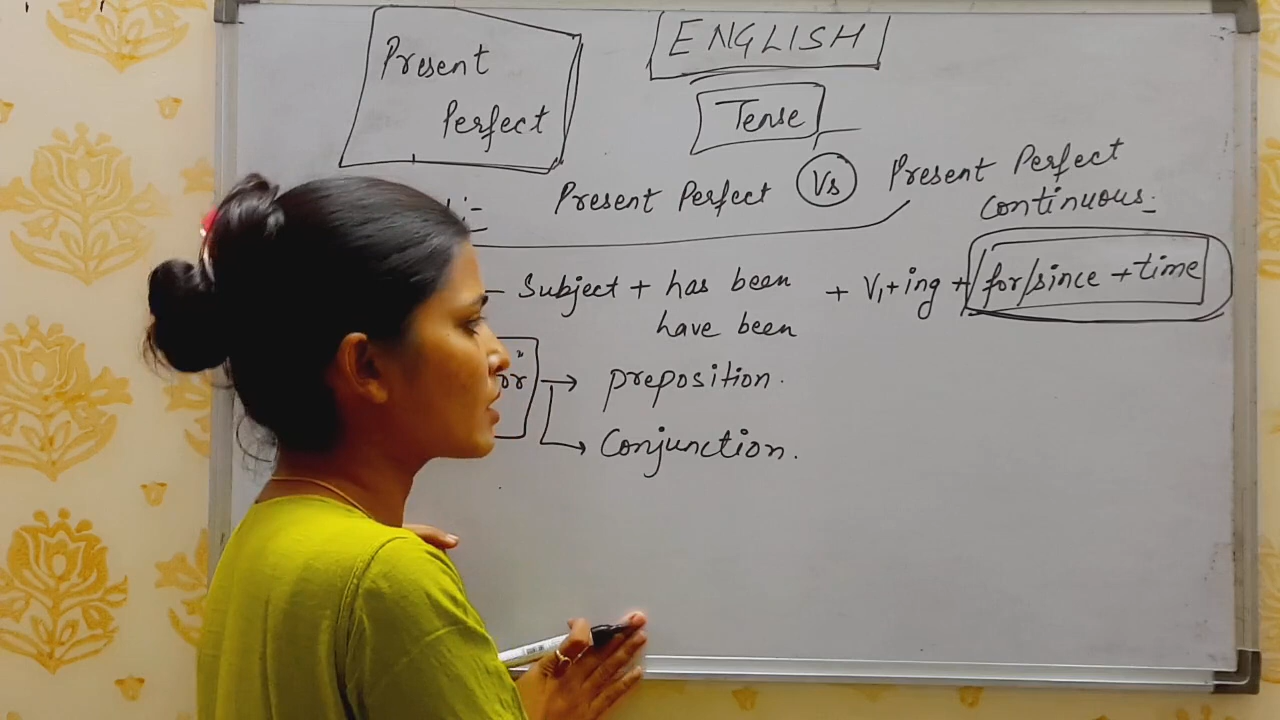 Present
Perfect
ENGLISH
Tense
Present Perfect Vs Present Perfect
continuous.
– Subject + has been + V1 + ing + for/since + time
have been
→ preposition.
→ Conjunction.